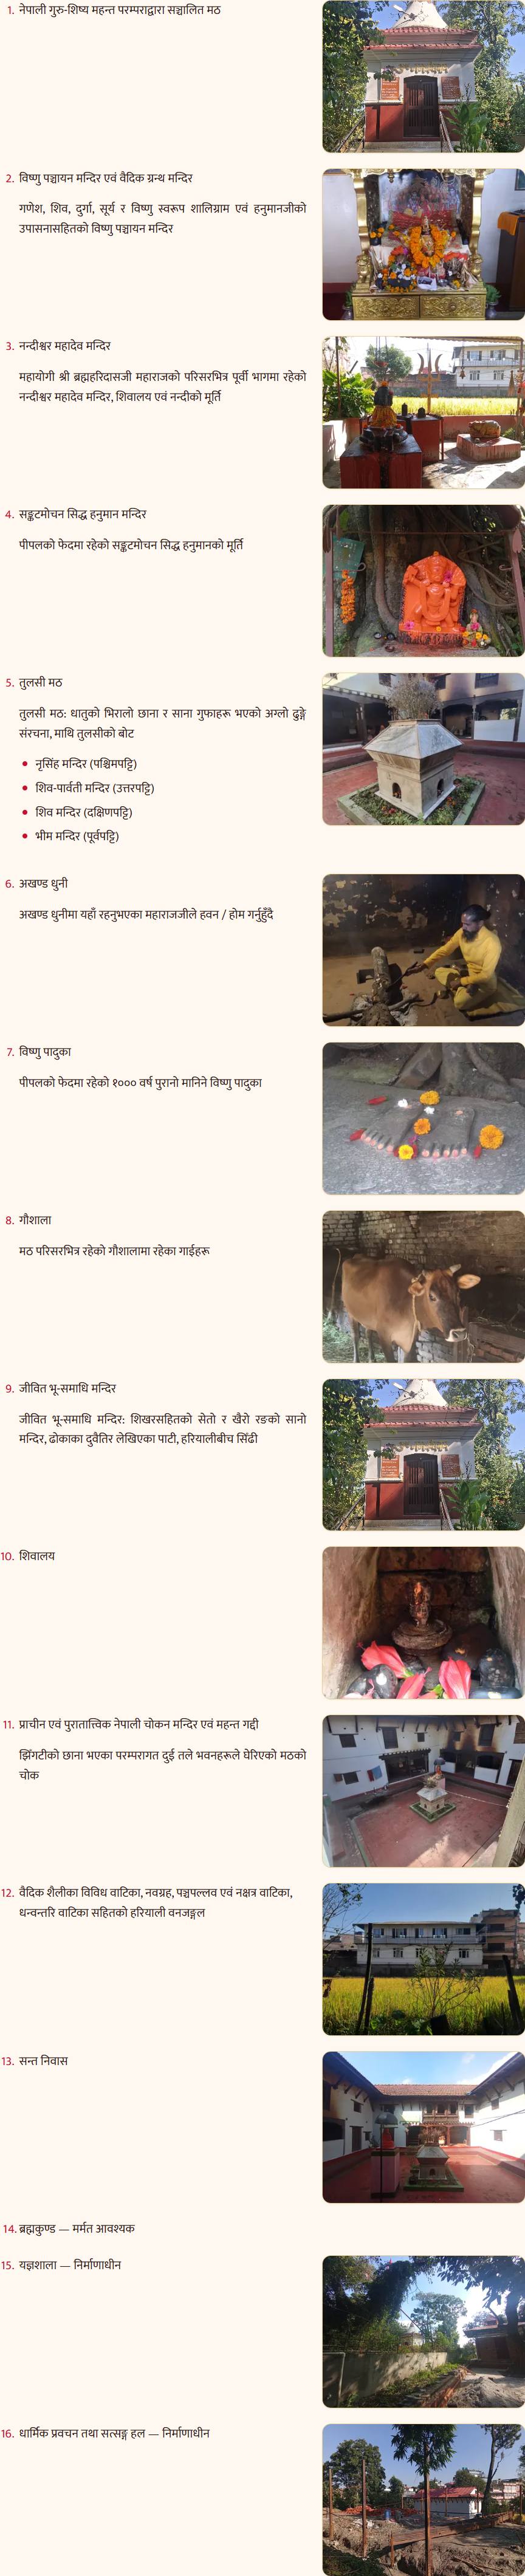 1. नेपाली गुरु-शिष्य महन्त परम्पराद्वारा सञ्चालित मठ
2. विष्णु पञ्चायन मन्दिर एवं वैदिक ग्रन्थ मन्दिर
गणेश, शिव, दुर्गा, सूर्य र विष्णु स्वरूप शालिग्राम एवं हनुमानजीको
उपासनासहितको विष्णु पञ्चायन मन्दिर
3. नन्दीश्वर महादेव मन्दिर
महायोगी श्री ब्रह्महरिदासजी महाराजको परिसरभित्र पूर्वी भागमा रहेको
नन्दीश्वर महादेव मन्दिर, शिवालय एवं नन्दीको मूर्ति
4. सङ्कटमोचन सिद्ध हनुमान मन्दिर
पीपलको फेदमा रहेको सङ्कटमोचन सिद्ध हनुमानको मूर्ति
5. तुलसी मठ
तुलसी मठ: धातुको भिरालो छाना र साना गुफाहरू भएको अग्लो ढुङ्गे
संरचना, माथि तुलसीको बोट
• नृसिंह मन्दिर (पश्चिमपट्टि)
• शिव-पार्वती मन्दिर (उत्तरपट्टि)
• शिव मन्दिर (दक्षिणपट्टि)
• भीम मन्दिर (पूर्वपट्टि)
6. अखण्ड धुनी
अखण्ड धुनीमा यहाँ रहनुभएका महाराजजीले हवन / होम गर्नुहुँदै
7. विष्णु पादुका
पीपलको फेदमा रहेको १००० वर्ष पुरानो मानिने विष्णु पादुका
8. गौशाला
मठ परिसरभित्र रहेको गौशालामा रहेका गाईहरू
9. जीवित भू-समाधि मन्दिर
जीवित भू-समाधि मन्दिर: शिखरसहितको सेतो र खैरो रङको सानो
मन्दिर, ढोकाका दुवैतिर लेखिएका पाटी, हरियालीबीच सिँढी
10. शिवालय
11. प्राचीन एवं पुरातात्त्विक नेपाली चोकन मन्दिर एवं महन्त गद्दी
झिँगटीको छाना भएका परम्परागत दुई तले भवनहरूले घेरिएको मठको
चोक
12. वैदिक शैलीका विविध वाटिका, नवग्रह, पञ्चपल्लव एवं नक्षत्र वाटिका,
धन्वन्तरि वाटिका सहितको हरियाली वनजङ्गल
13. सन्त निवास
14. ब्रह्मकुण्ड — मर्मत आवश्यक
15. यज्ञशाला — निर्माणाधीन
16. धार्मिक प्रवचन तथा सत्सङ्ग हल — निर्माणाधीन